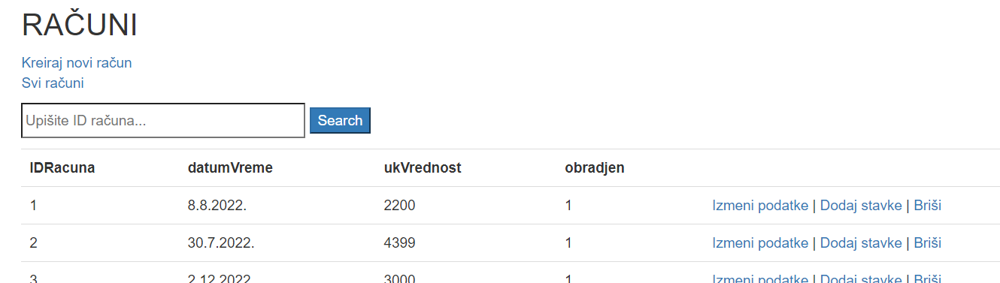 RAČUNI
Kreiraj novi račun
Svi računi
Upišite ID računa... Search
IDRacuna datumVreme ukVrednost obradjen
1 8.8.2022. 2200 1 Izmeni podatke | Dodaj stavke | Briši
2 30.7.2022. 4399 1 Izmeni podatke | Dodaj stavke | Briši
3 2.12.2022. 3000 1 Izmeni podatke | Dodaj stavke | Briši